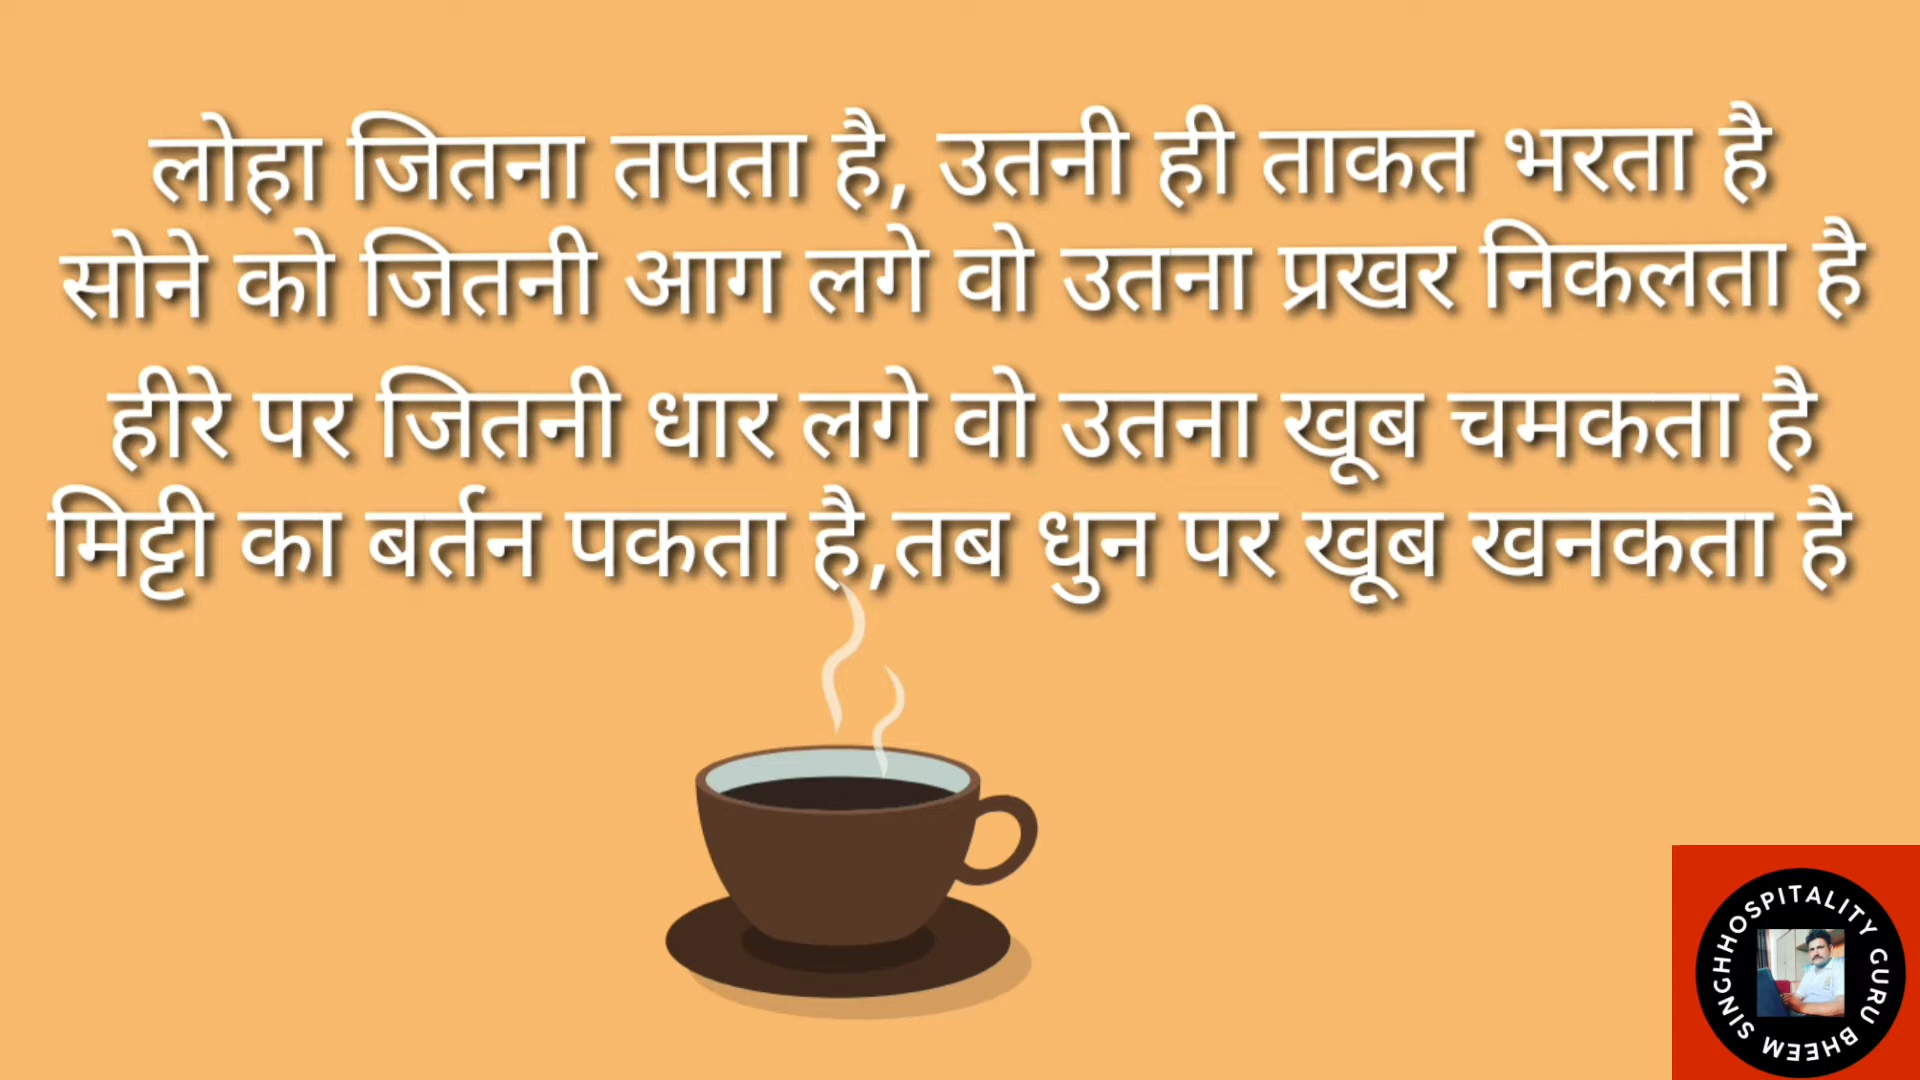 लोहा जितना तपता है, उतनी ही ताकत भरता है
सोने को जितनी आग लगे वो उतना प्रखर निकलता है
हीरे पर जितनी धार लगे वो उतना खूब चमकता है
मिट्टी का बर्तन पकता है,तब धुन पर खूब खनकता है
HOSPITALITY GURU BHEEM SINGH